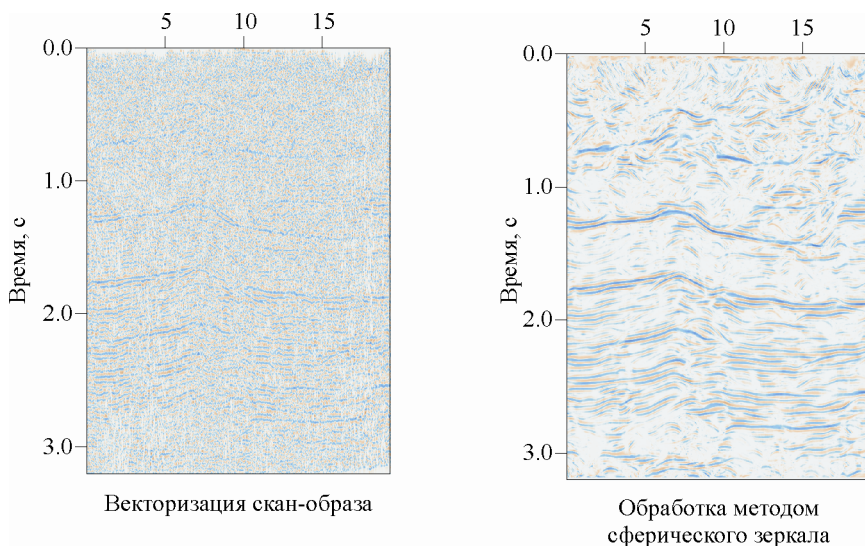 5 10 15
0.0
1.0
2.0
3.0
Время, с
Векторизация скан-образа
5 10 15
0.0
1.0
2.0
3.0
Время, с
Обработка методом
сферического зеркала